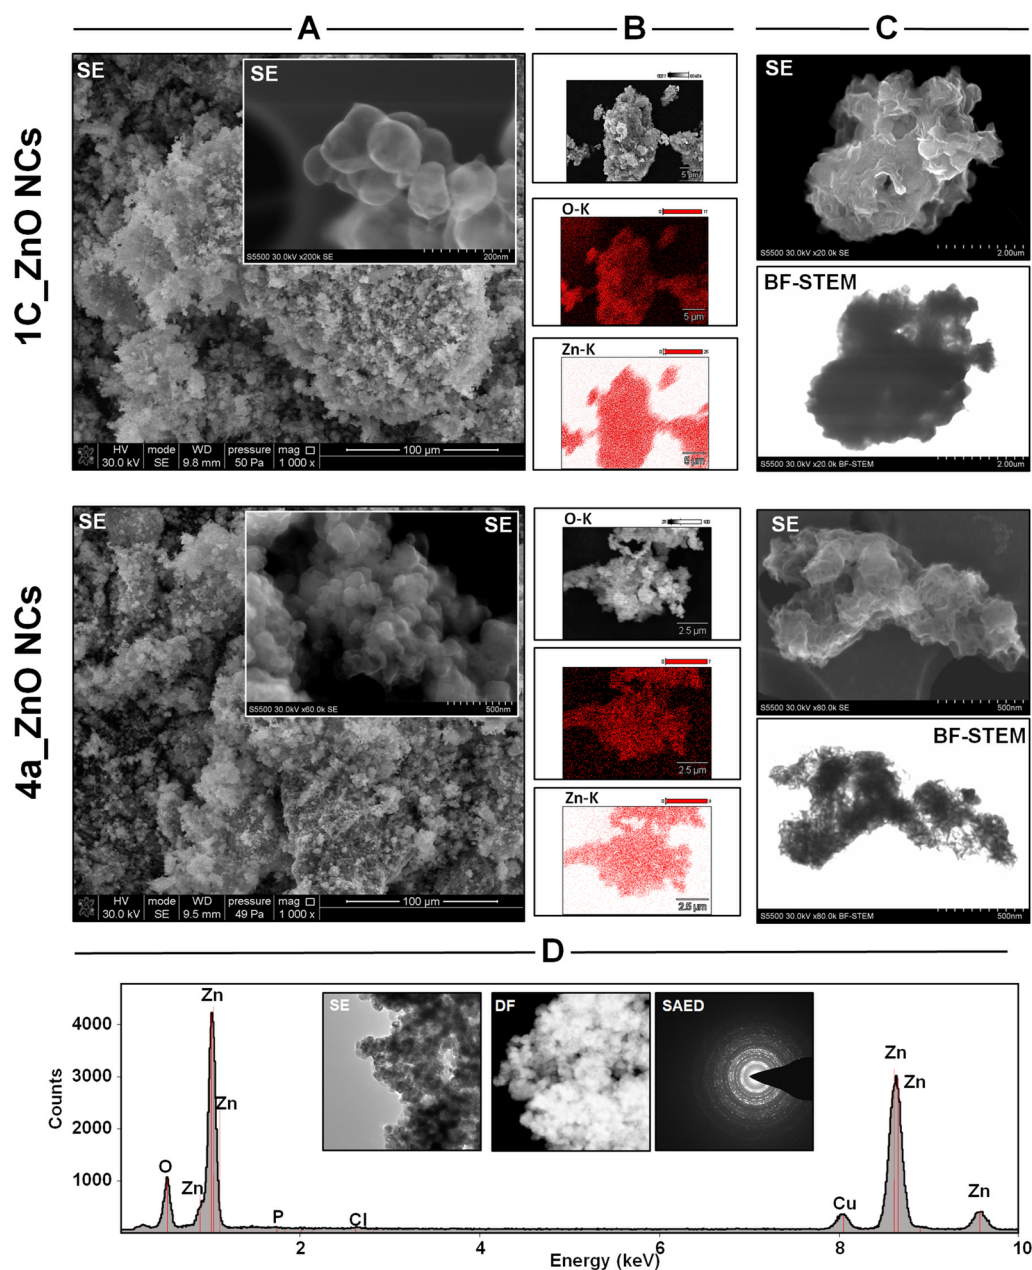 A
B
C
1C_ZnO NCs
SE
SE
S5500 30.0kV x200k SE
200nm
HV mode WD pressure mag
30.0 kV SE 9.8 mm 50 Pa 1 000 x
100 µm
5 µm
O-K
5 µm
Zn-K
5 µm
SE
S5500 30.0kV x20.0k SE
2.00um
BF-STEM
S5500 30.0kV x20.0k BF-STEM
2.00um
4a_ZnO NCs
SE
SE
S5500 30.0kV x60.0k SE
500nm
HV mode WD pressure mag
30.0 kV SE 9.5 mm 49 Pa 1 000 x
100 µm
O-K
2.5 µm
2.5 µm
Zn-K
2.5 µm
SE
S5500 30.0kV x80.0k SE
500nm
BF-STEM
S5500 30.0kV x80.0k BF-STEM
500nm
D
Counts
4000
3000
2000
1000
O
Zn
Zn
Zn
P
Cl
SE
DF
SAED
Cu
Zn
Zn
Zn
2 4 6 8 10
Energy (keV)